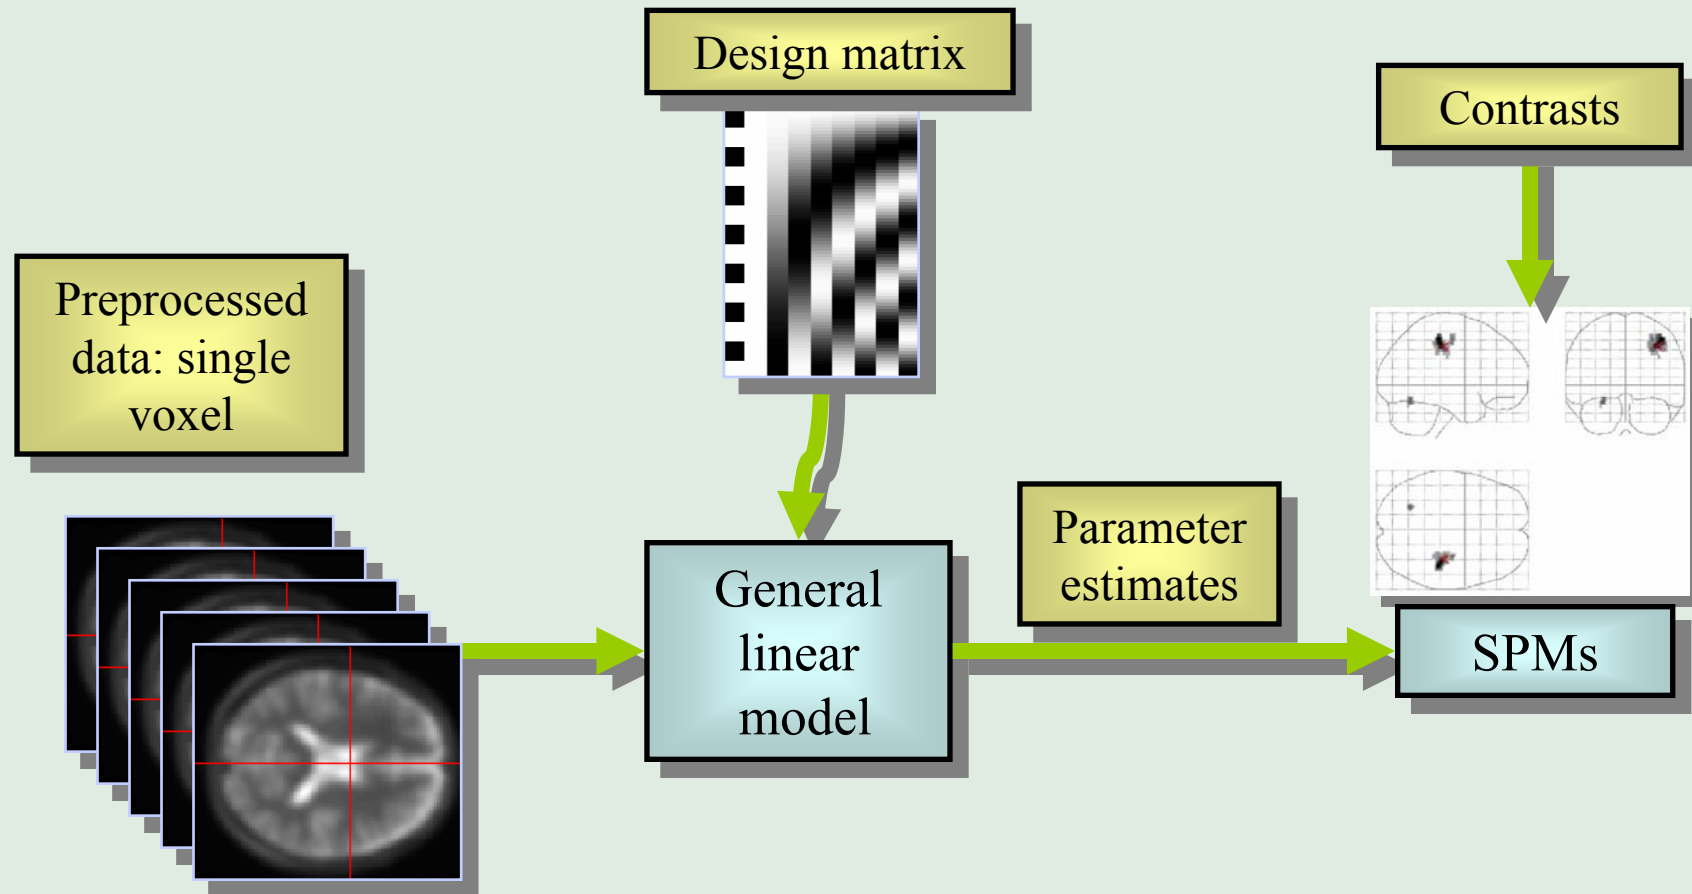 Design matrix
Contrasts
Preprocessed
data: single
voxel
Parameter
estimates
General
linear
model
SPMs